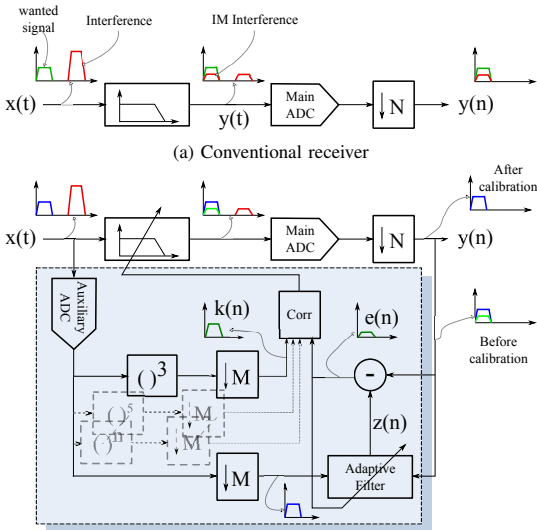 wanted
signal
Interference
IM Interference
x(t)
y(t)
Main
ADC
↓ N
y(n)
(a) Conventional receiver
After
calibration
x(t)
Main
ADC
↓ N
y(n)
Auxiliary
ADC
k(n)
Corr
e(n)
Before
calibration
( )³
↓ M
-
( )⁵
↓ M
( )ⁿ
↓ M
z(n)
↓ M
Adaptive
Filter